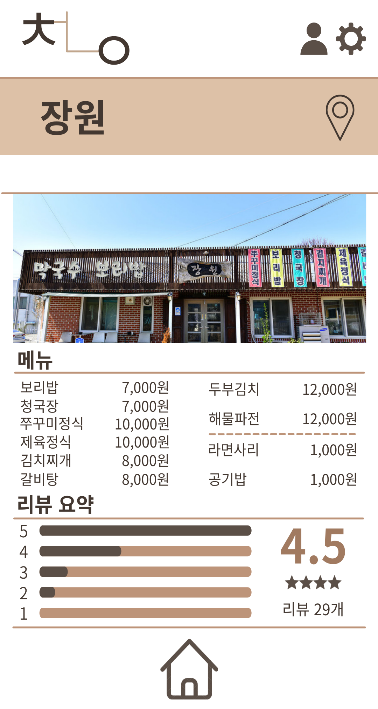 장원
막국수 보리밥
장원
쭈꾸미정식
보리밥
청국장
김치찌개
제육정식
메뉴
보리밥 7,000원
청국장 7,000원
쭈꾸미정식 10,000원
제육정식 10,000원
김치찌개 8,000원
갈비탕 8,000원
두부김치 12,000원
해물파전 12,000원
라면사리 1,000원
공기밥 1,000원
리뷰 요약
5
4
3
2
1
4.5
★★★★
리뷰 29개